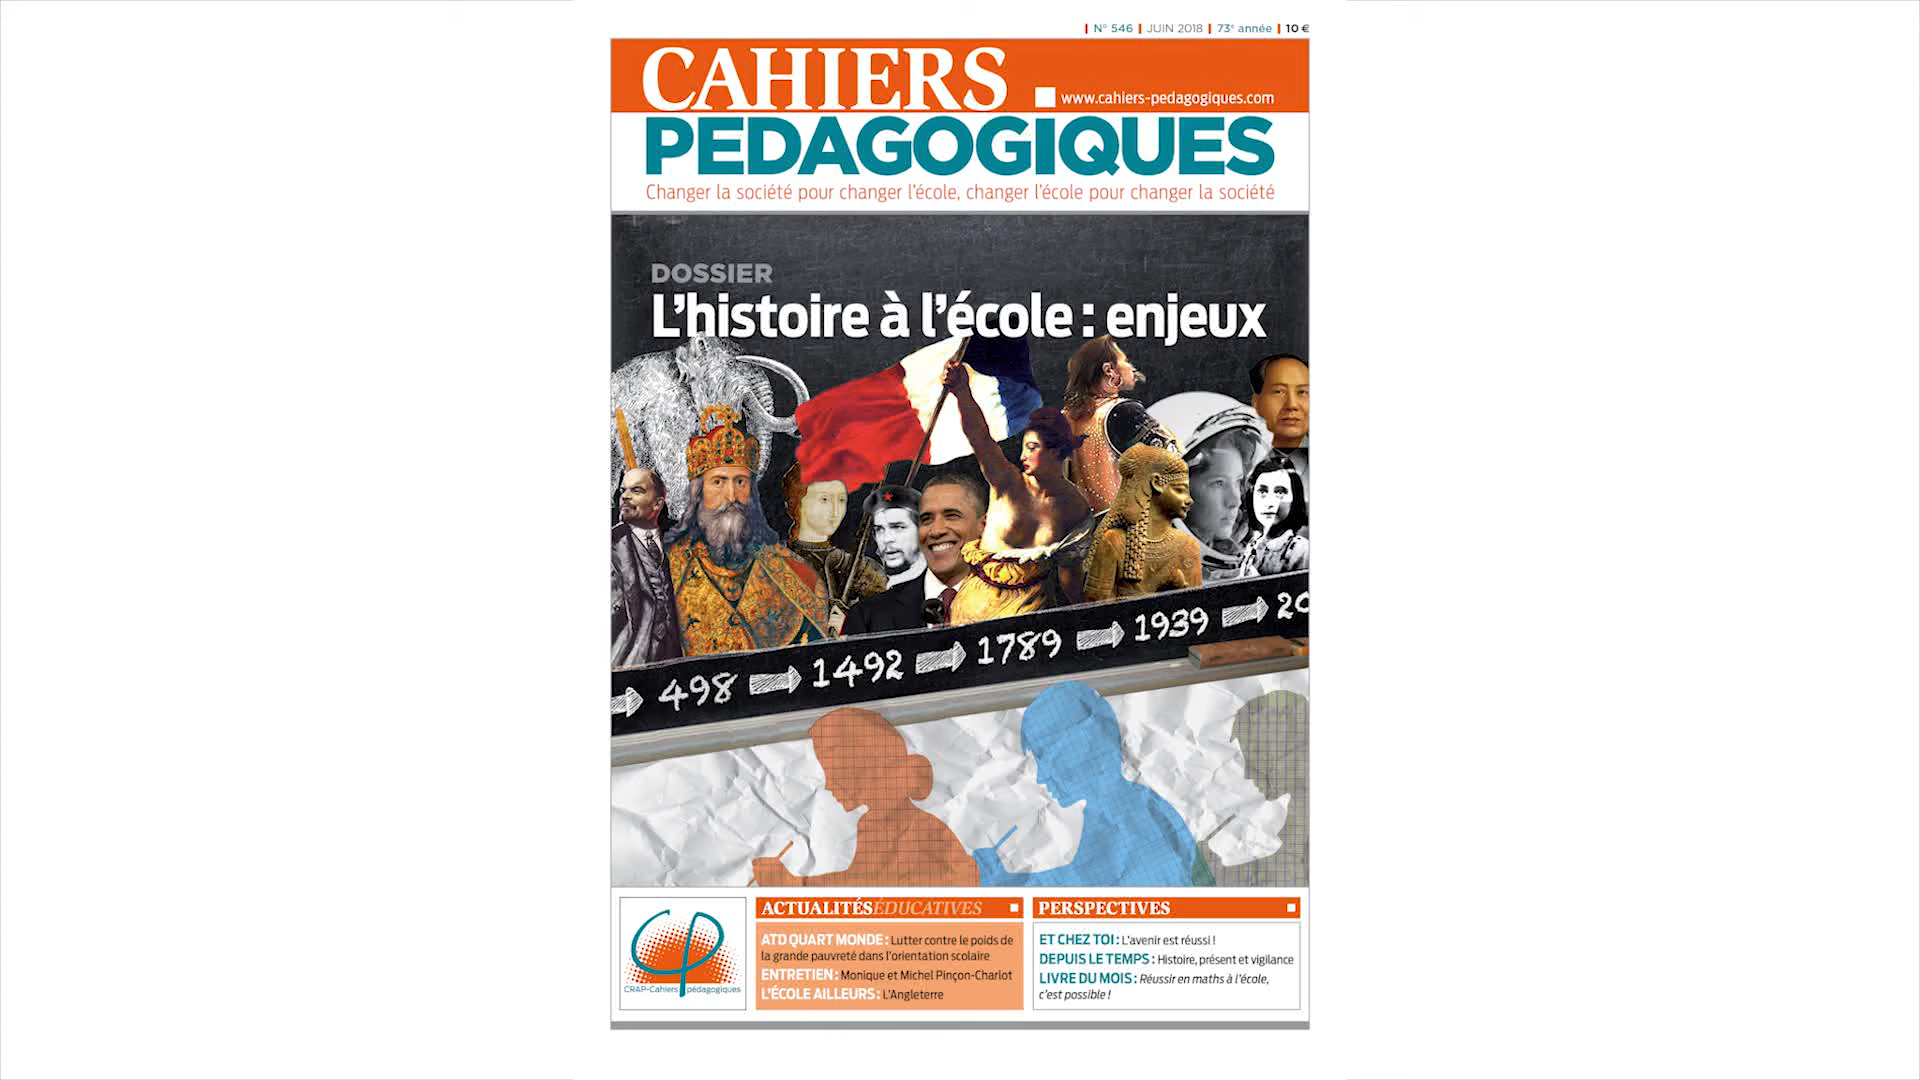 N° 546 | JUIN 2018 | 73e année | 10 €
CAHIERS
www.cahiers-pedagogiques.com
PEDAGOGIQUES
Changer la société pour changer l'école, changer l'école pour changer la société
DOSSIER
L'histoire à l'école : enjeux
498 1492 1789 1939 20
CRAP-Cahiers pédagogiques
ACTUALITÉS ÉDUCATIVES
ATD QUART MONDE : Lutter contre le poids de
la grande pauvreté dans l'orientation scolaire
ENTRETIEN : Monique et Michel Pinçon-Charlot
L'ÉCOLE AILLEURS : L'Angleterre
PERSPECTIVES
ET CHEZ TOI : L'avenir est réussi !
DEPUIS LE TEMPS : Histoire, présent et vigilance
LIVRE DU MOIS : Réussir en maths à l'école,
c'est possible !